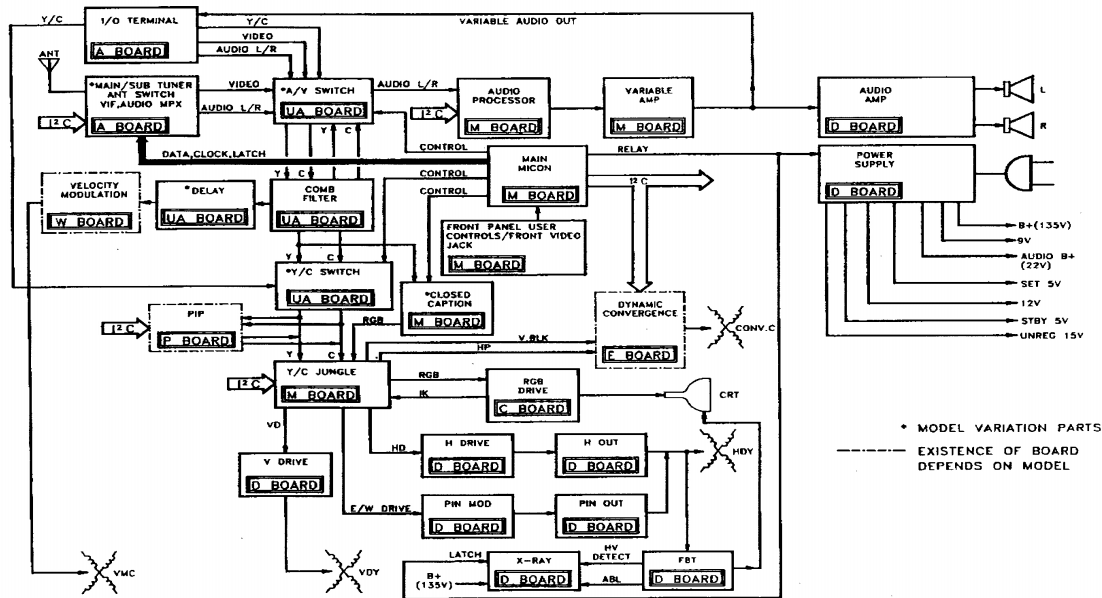 Y/C
I/O TERMINAL
A BOARD
Y/C
VIDEO
AUDIO L/R
VARIABLE AUDIO OUT
ANT
*MAIN/SUB TUNER
ANT SWITCH
VIF,AUDIO MPX
A BOARD
I²C
VIDEO
AUDIO L/R
*A/V SWITCH
UA BOARD
AUDIO L/R
I²C
AUDIO
PROCESSOR
M BOARD
VARIABLE
AMP
M BOARD
AUDIO
AMP
D BOARD
L
R
Y
C
CONTROL
DATA,CLOCK,LATCH
MAIN
MICON
M BOARD
RELAY
I²C
POWER
SUPPLY
D BOARD
VELOCITY
MODULATION
W BOARD
*DELAY
UA BOARD
Y
C
COMB
FILTER
UA BOARD
CONTROL
CONTROL
FRONT PANEL USER
CONTROLS/FRONT VIDEO
JACK
M BOARD
B+(135V)
9V
AUDIO B+
(22V)
SET 5V
12V
STBY 5V
UNREG 15V
Y
C
*Y/C SWITCH
UA BOARD
*CLOSED
CAPTION
M BOARD
DYNAMIC
CONVERGENCE
E BOARD
CONV.C
I²C
PIP
P BOARD
RGB
V.BLK
HP
Y
C
I²C
Y/C JUNGLE
M BOARD
RGB
IK
RGB
DRIVE
C BOARD
CRT
VD
HD
H DRIVE
D BOARD
H OUT
D BOARD
HDY
* MODEL VARIATION PARTS
EXISTENCE OF BOARD
DEPENDS ON MODEL
V DRIVE
D BOARD
E/W DRIVE
PIN MOD
D BOARD
PIN OUT
D BOARD
VMC
VDY
LATCH
B+
(135V)
X-RAY
D BOARD
HV
DETECT
ABL
FBT
D BOARD